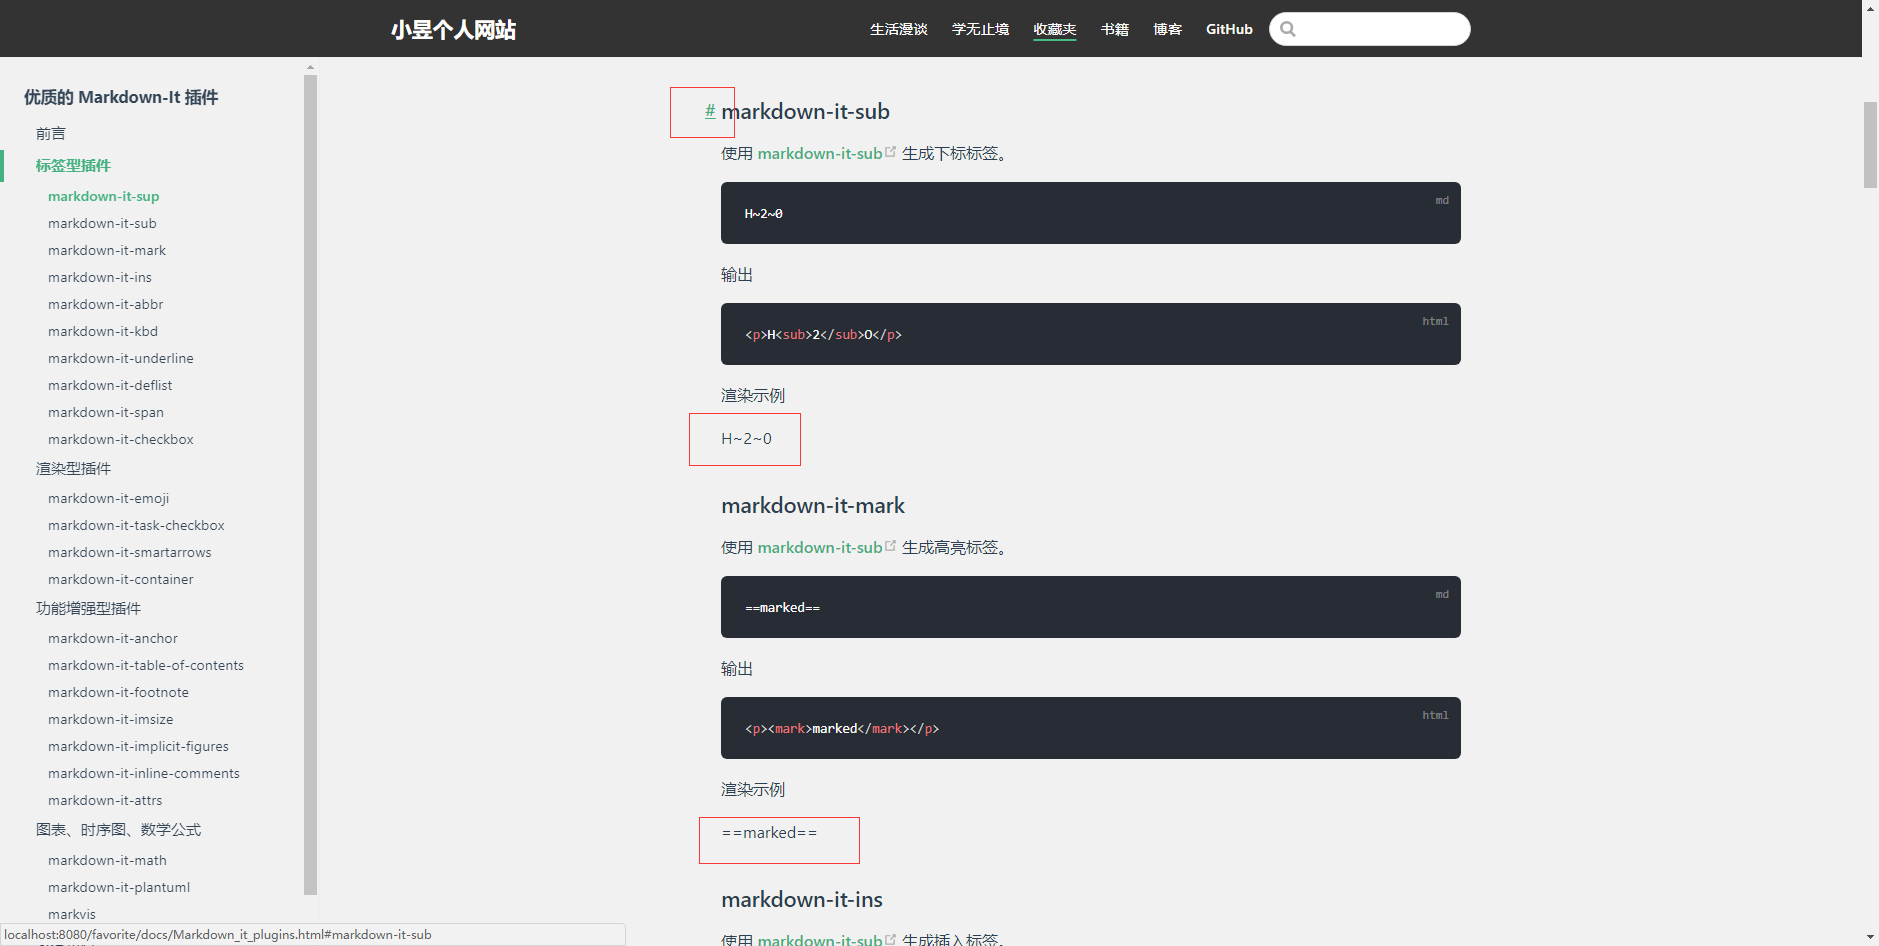 小昱个人网站
生活漫谈 学无止境 收藏夹 书籍 博客 GitHub
优质的 Markdown-It 插件
前言
标签型插件
markdown-it-sup
markdown-it-sub
markdown-it-mark
markdown-it-ins
markdown-it-abbr
markdown-it-kbd
markdown-it-underline
markdown-it-deflist
markdown-it-span
markdown-it-checkbox
渲染型插件
markdown-it-emoji
markdown-it-task-checkbox
markdown-it-smartarrows
markdown-it-container
功能增强型插件
markdown-it-anchor
markdown-it-table-of-contents
markdown-it-footnote
markdown-it-imsize
markdown-it-implicit-figures
markdown-it-inline-comments
markdown-it-attrs
图表、时序图、数学公式
markdown-it-math
markdown-it-plantuml
markvis
localhost:8080/favorite/docs/Markdown_it_plugins.html#markdown-it-sub
# markdown-it-sub
使用 markdown-it-sub 生成下标标签。
md
H~2~0
输出
html
<p>H<sub>2</sub>O</p>
渲染示例
H~2~0
markdown-it-mark
使用 markdown-it-sub 生成高亮标签。
md
==marked==
输出
html
<p><mark>marked</mark></p>
渲染示例
==marked==
markdown-it-ins
使用 markdown-it-sub 生成插入标签。